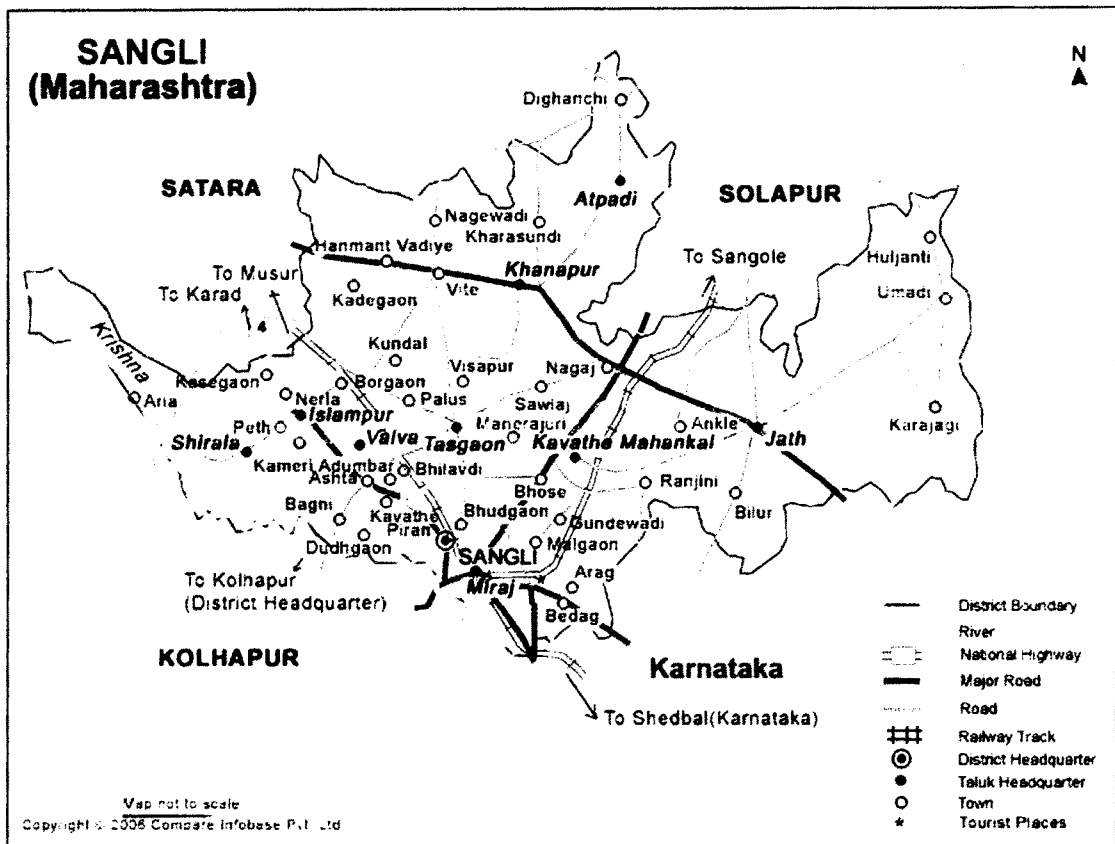 SANGLI
(Maharashtra)
N
Dighanchi
SATARA
Atpadi
SOLAPUR
Nagewadi
Kharasundi
Hanmant Vadiye
To Sangole
Huljanti
To Musur
Khanapur
Vite
To Karad
Kadegaon
Umadi
4
Krishna
Kundal
Visapur
Nagaj
Kasegaon
Borgaon
Aria
Nerla
Palus
Sawlaj
Islampur
Manerajuri
Ankle
Karajagi
Peth
Shirala
Valva
Tasgaon
Kavathe Mahankal
Jath
Kameri
Adumbar
Bhilavdi
Ashta
Bhose
Ranjini
Bagni
Kavathe
Piran
Bhudgaon
Gundewadi
Bilur
Dudhgaon
Malgaon
SANGLI
To Kolhapur
(District Headquarter)
Miraj
Arag
Bedag
KOLHAPUR
Karnataka
To Shedbal(Karnataka)
District Boundary
River
National Highway
Major Road
Road
Railway Track
District Headquarter
Taluk Headquarter
Town
Tourist Places
Map not to scale
Copyright © 2006 Compare Infobase Pvt. Ltd